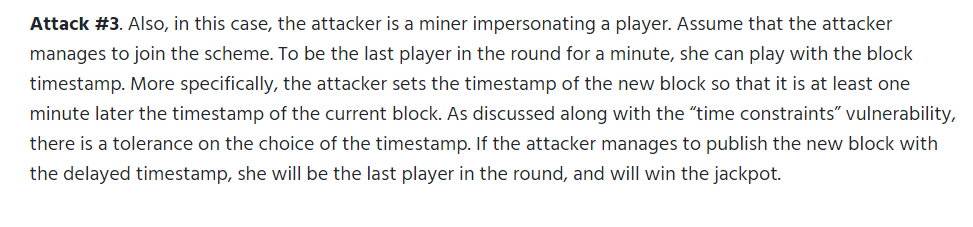 Attack #3. Also, in this case, the attacker is a miner impersonating a player. Assume that the attacker
manages to join the scheme. To be the last player in the round for a minute, she can play with the block
timestamp. More specifically, the attacker sets the timestamp of the new block so that it is at least one
minute later the timestamp of the current block. As discussed along with the “time constraints” vulnerability,
there is a tolerance on the choice of the timestamp. If the attacker manages to publish the new block with
the delayed timestamp, she will be the last player in the round, and will win the jackpot.